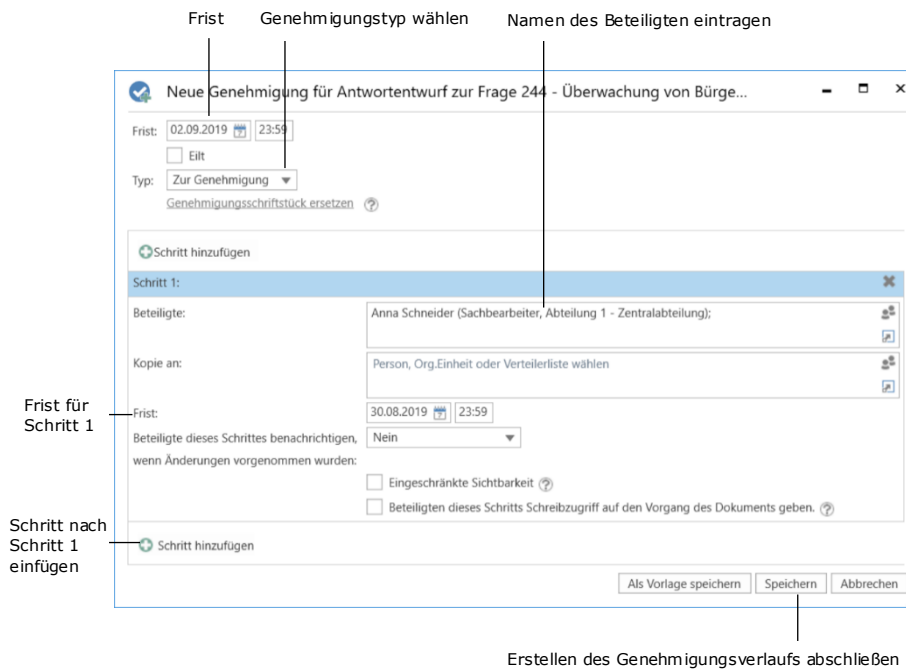 Frist
Genehmigungstyp wählen
Namen des Beteiligten eintragen
Neue Genehmigung für Antwortentwurf zur Frage 244 - Überwachung von Bürge...
Frist: 02.09.2019 23:59
Eilt
Typ: Zur Genehmigung
Genehmigungsschriftstück ersetzen ?
Schritt hinzufügen
Schritt 1:
Beteiligte: Anna Schneider (Sachbearbeiter, Abteilung 1 - Zentralabteilung);
Kopie an: Person, Org.Einheit oder Verteilerliste wählen
Frist für
Schritt 1
Frist: 30.08.2019 23:59
Beteiligte dieses Schrittes benachrichtigen, Nein
wenn Änderungen vorgenommen wurden:
Eingeschränkte Sichtbarkeit ?
Beteiligten dieses Schritts Schreibzugriff auf den Vorgang des Dokuments geben. ?
Schritt nach
Schritt 1
einfügen
Schritt hinzufügen
Als Vorlage speichern Speichern Abbrechen
Erstellen des Genehmigungsverlaufs abschließen